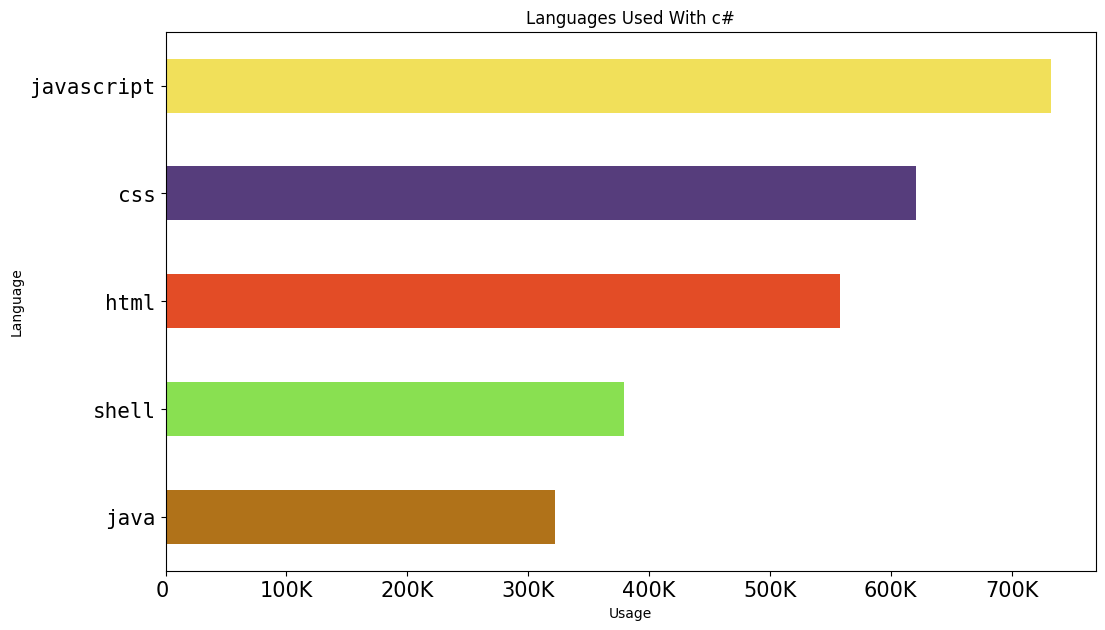 Languages Used With c#
javascript
css
html
shell
java
Language
0 100K 200K 300K 400K 500K 600K 700K
Usage